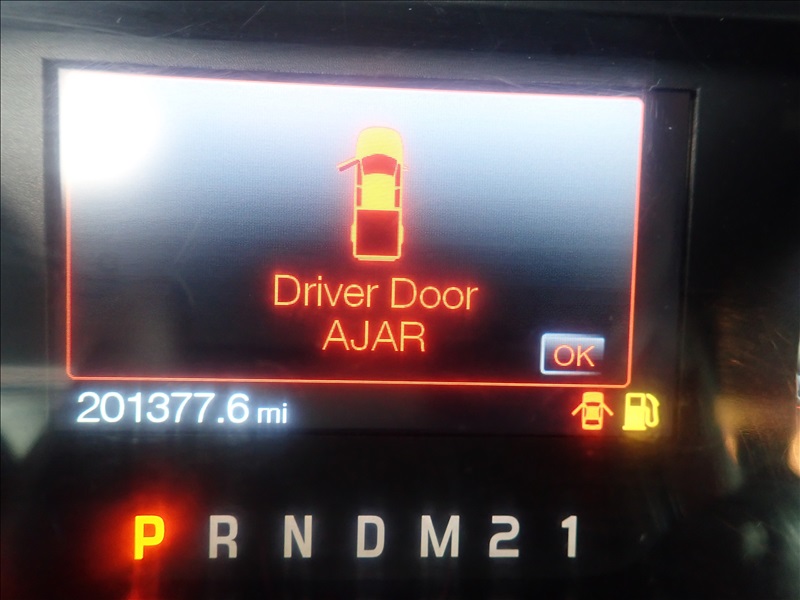 Driver Door
AJAR
OK
201377.6 mi
P R N D M 2 1